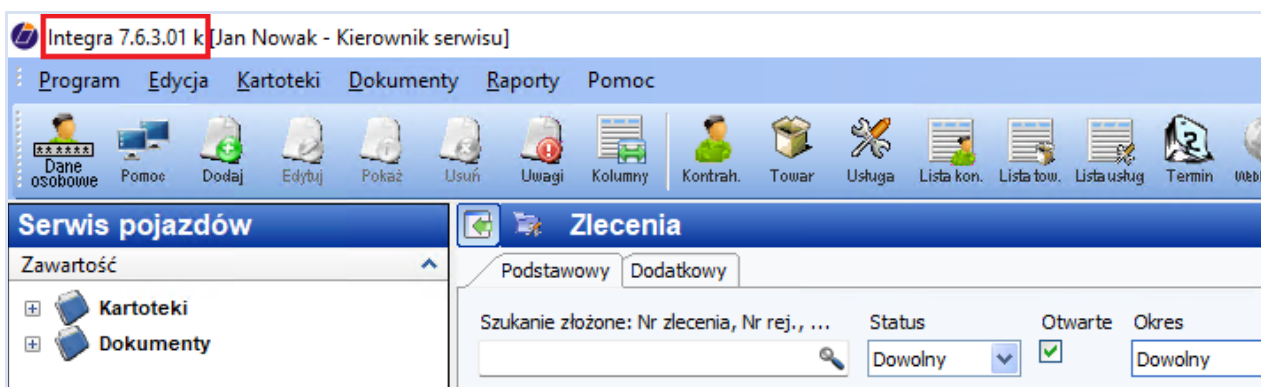 Integra 7.6.3.01 k [Jan Nowak - Kierownik serwisu]
Program Edycja Kartoteki Dokumenty Raporty Pomoc
Dane osobowe Pomoc Dodaj Edytuj Pokaż Usuń Uwagi Kolumny Kontrah. Towar Usługa Lista kon. Lista tow. Lista usług Termin
Serwis pojazdów
Zawartość
Kartoteki
Dokumenty
Zlecenia
Podstawowy Dodatkowy
Szukanie złożone: Nr zlecenia, Nr rej., ... Status Otwarte Okres
Dowolny Dowolny